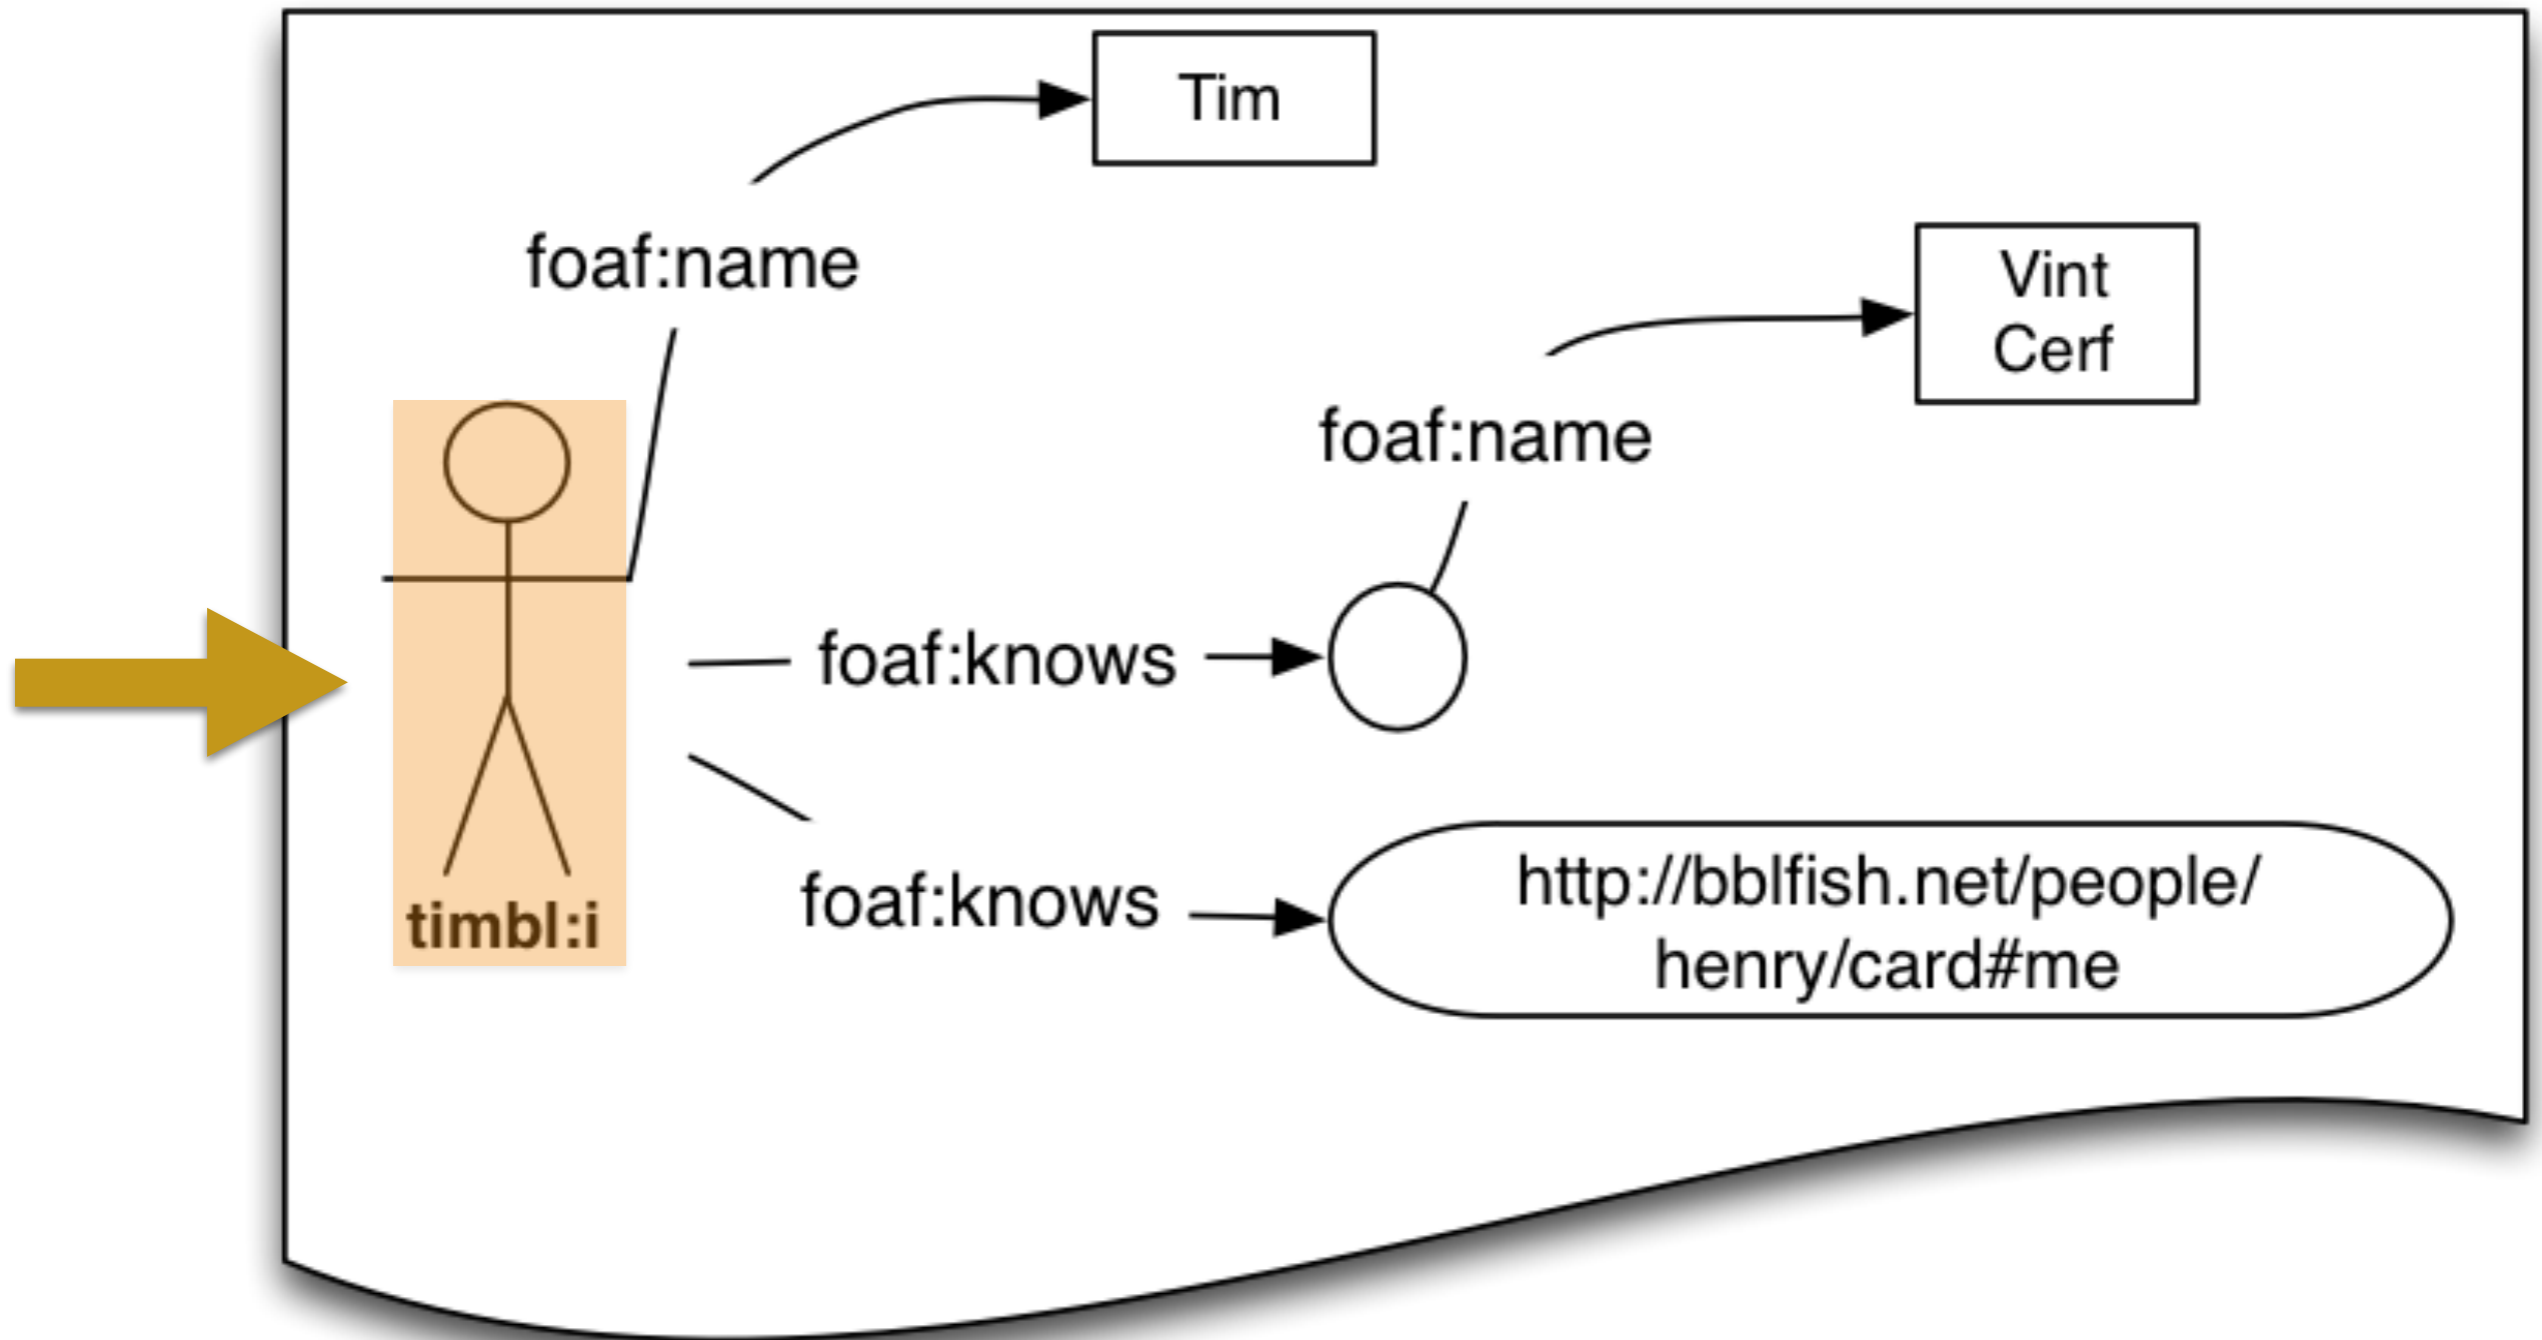 Tim
foaf:name
Vint
Cerf
foaf:name
foaf:knows
foaf:knows
http://bblfish.net/people/
henry/card#me
timbl:i